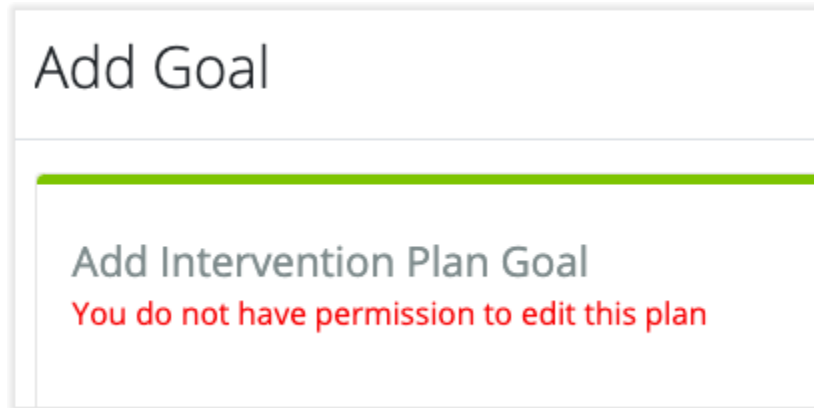 Add Goal
Add Intervention Plan Goal
You do not have permission to edit this plan